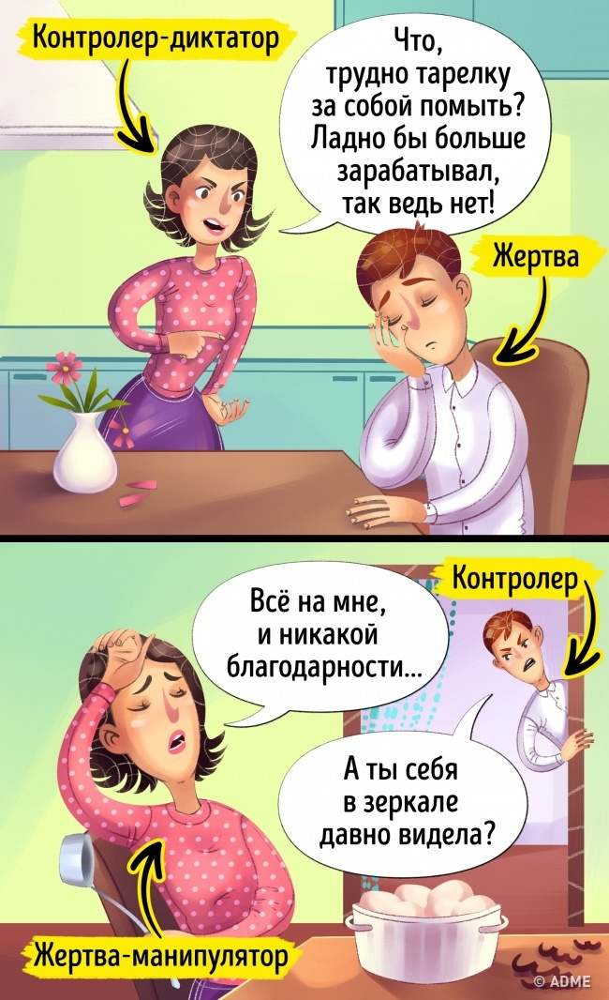 Контролер-диктатор
Что,
трудно тарелку
за собой помыть?
Ладно бы больше
зарабатывал,
так ведь нет!
Жертва
Всё на мне,
и никакой
благодарности...
Контролер
А ты себя
в зеркале
давно видела?
Жертва-манипулятор
© ADME